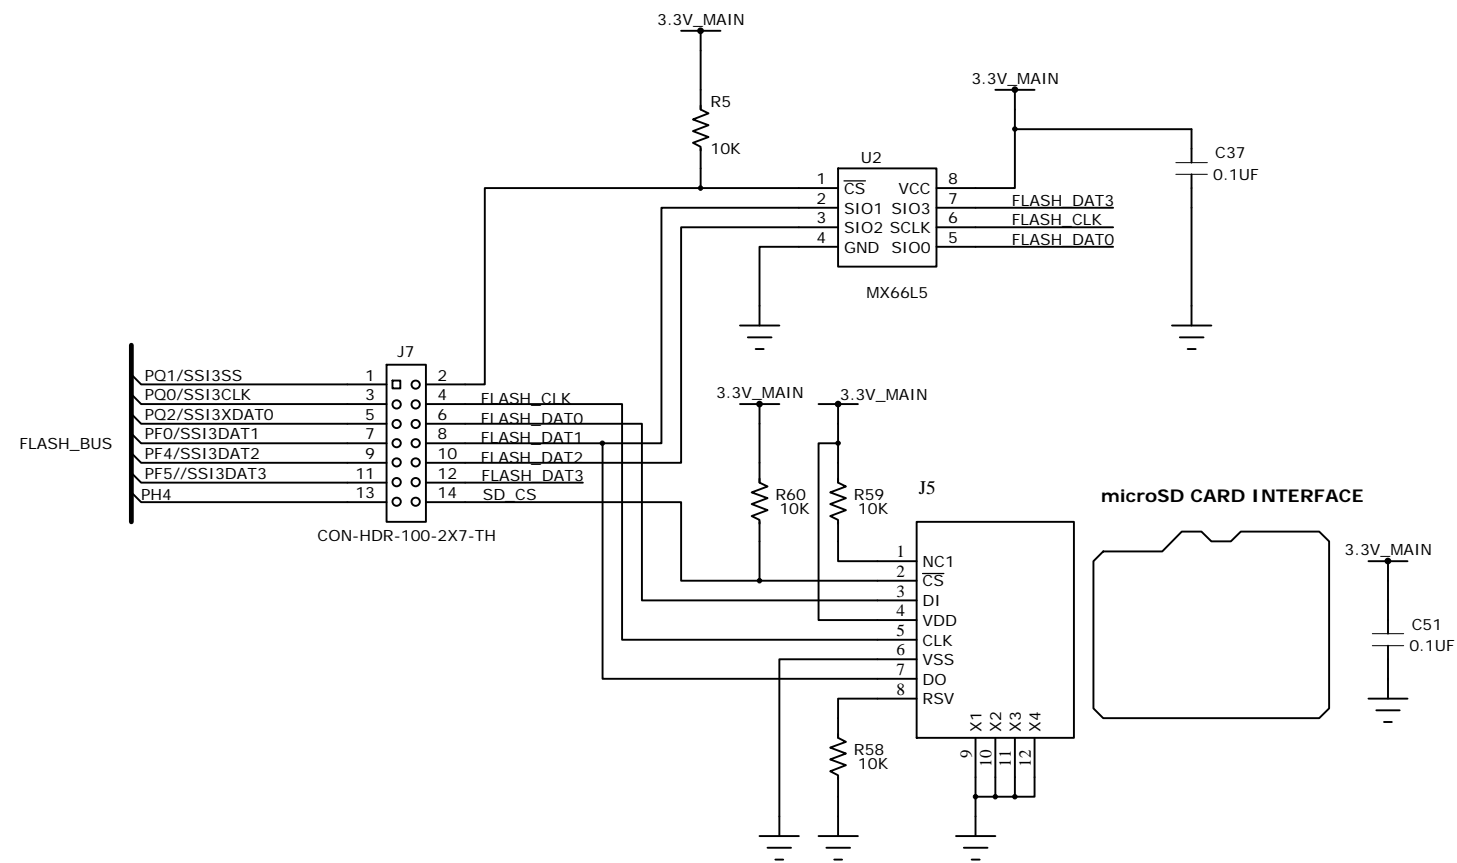 3.3V_MAIN
R5
10K
3.3V_MAIN
C37
0.1UF
U2
1 CS VCC 8
2 SIO1 SIO3 7 FLASH_DAT3
3 SIO2 SCLK 6 FLASH_CLK
4 GND SIO0 5 FLASH_DAT0
MX66L5
J7
PQ1/SSI3SS 1 2
PQ0/SSI3CLK 3 4 FLASH_CLK
PQ2/SSI3XDAT0 5 6 FLASH_DAT0
PF0/SSI3DAT1 7 8 FLASH_DAT1
FLASH_BUS
PF4/SSI3DAT2 9 10 FLASH_DAT2
PF5//SSI3DAT3 11 12 FLASH_DAT3
PH4 13 14 SD_CS
CON-HDR-100-2X7-TH
3.3V_MAIN
3.3V_MAIN
R60
10K
R59
10K
J5
microSD CARD INTERFACE
1 NC1
2 CS
3 DI
4 VDD
5 CLK
6 VSS
7 DO
8 RSV
X1 X2 X3 X4
9 10 11 12
R58
10K
3.3V_MAIN
C51
0.1UF